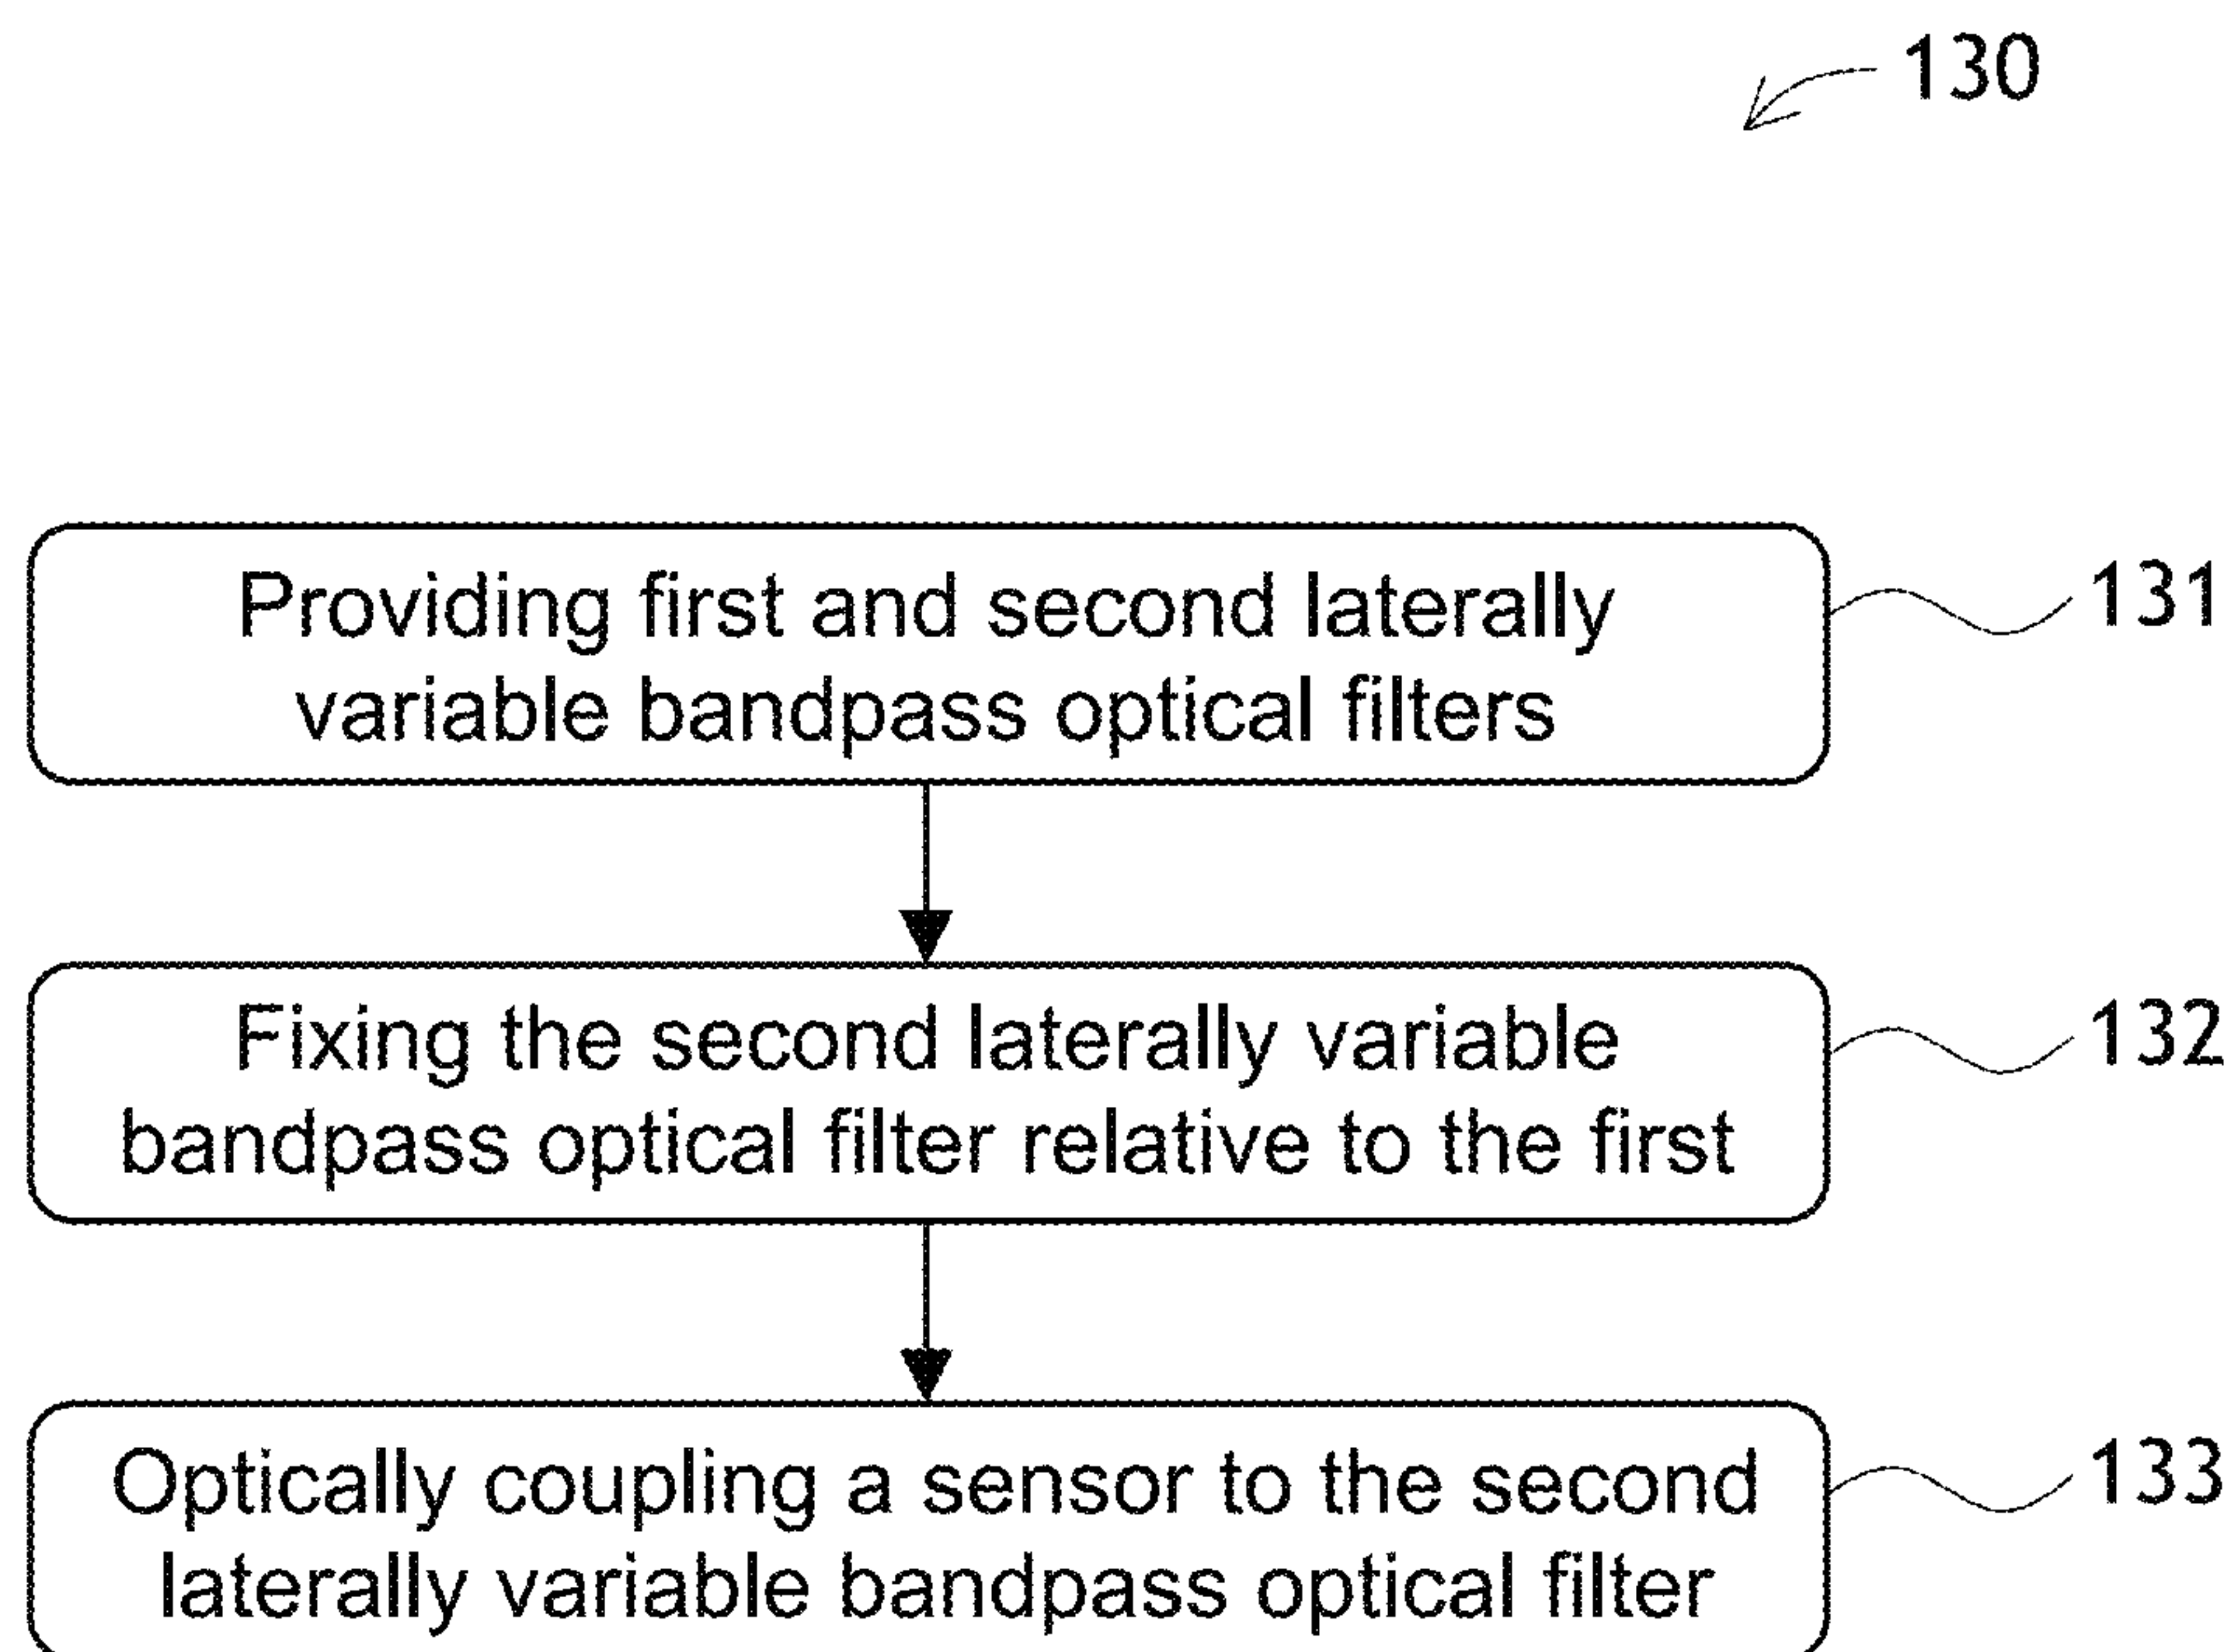 130
Providing first and second laterally
variable bandpass optical filters
131
Fixing the second laterally variable
bandpass optical filter relative to the first
132
Optically coupling a sensor to the second
laterally variable bandpass optical filter
133